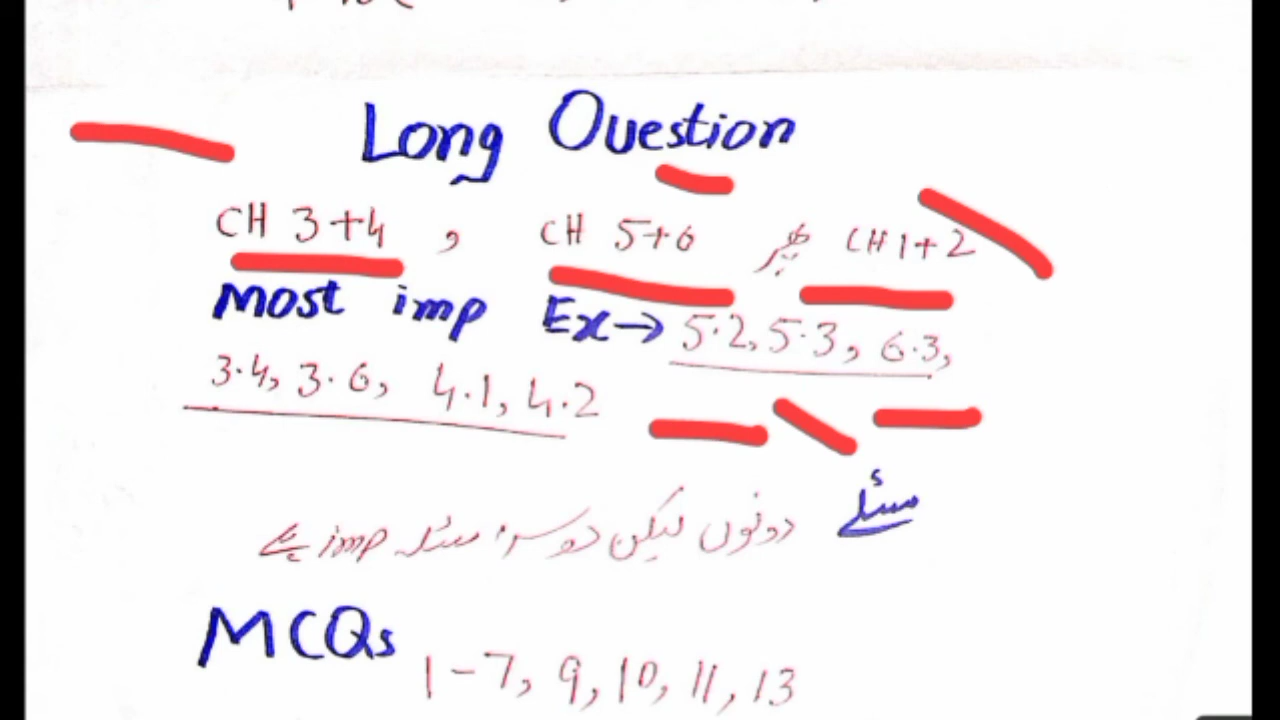 Long Question
CH 3+4 , CH 5+6 پھر CH 1+2
Most imp Ex→ 5.2, 5.3, 6.3,
3.4, 3.6, 4.1, 4.2
مسئلے دونوں لیکن دوسرا مسئلہ imp ہے
MCQs 1-7, 9, 10, 11, 13